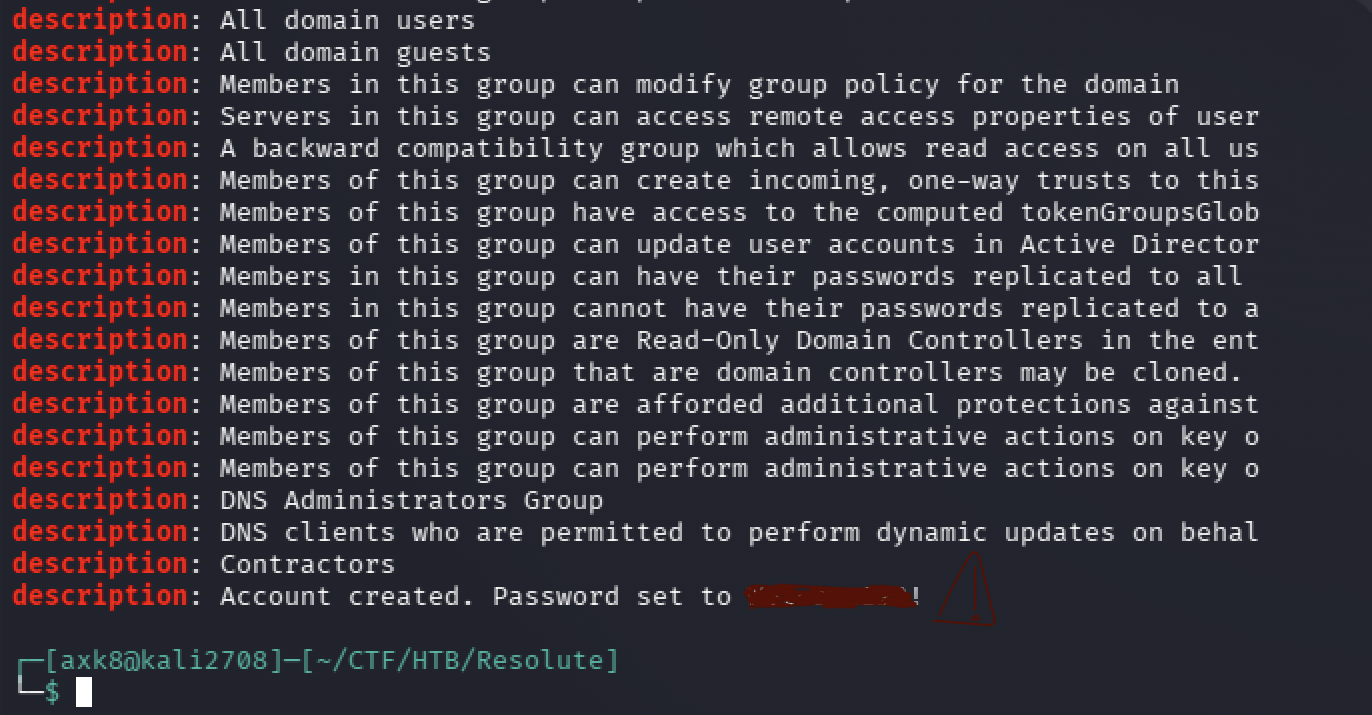 description: All domain users
description: All domain guests
description: Members in this group can modify group policy for the domain
description: Servers in this group can access remote access properties of user
description: A backward compatibility group which allows read access on all us
description: Members of this group can create incoming, one-way trusts to this
description: Members of this group have access to the computed tokenGroupsGlob
description: Members of this group can update user accounts in Active Director
description: Members in this group can have their passwords replicated to all
description: Members in this group cannot have their passwords replicated to a
description: Members of this group are Read-Only Domain Controllers in the ent
description: Members of this group that are domain controllers may be cloned.
description: Members of this group are afforded additional protections against
description: Members of this group can perform administrative actions on key o
description: Members of this group can perform administrative actions on key o
description: DNS Administrators Group
description: DNS clients who are permitted to perform dynamic updates on behal
description: Contractors
description: Account created. Password set to !
┌─[axk8@kali2708]─[~/CTF/HTB/Resolute]
└─$